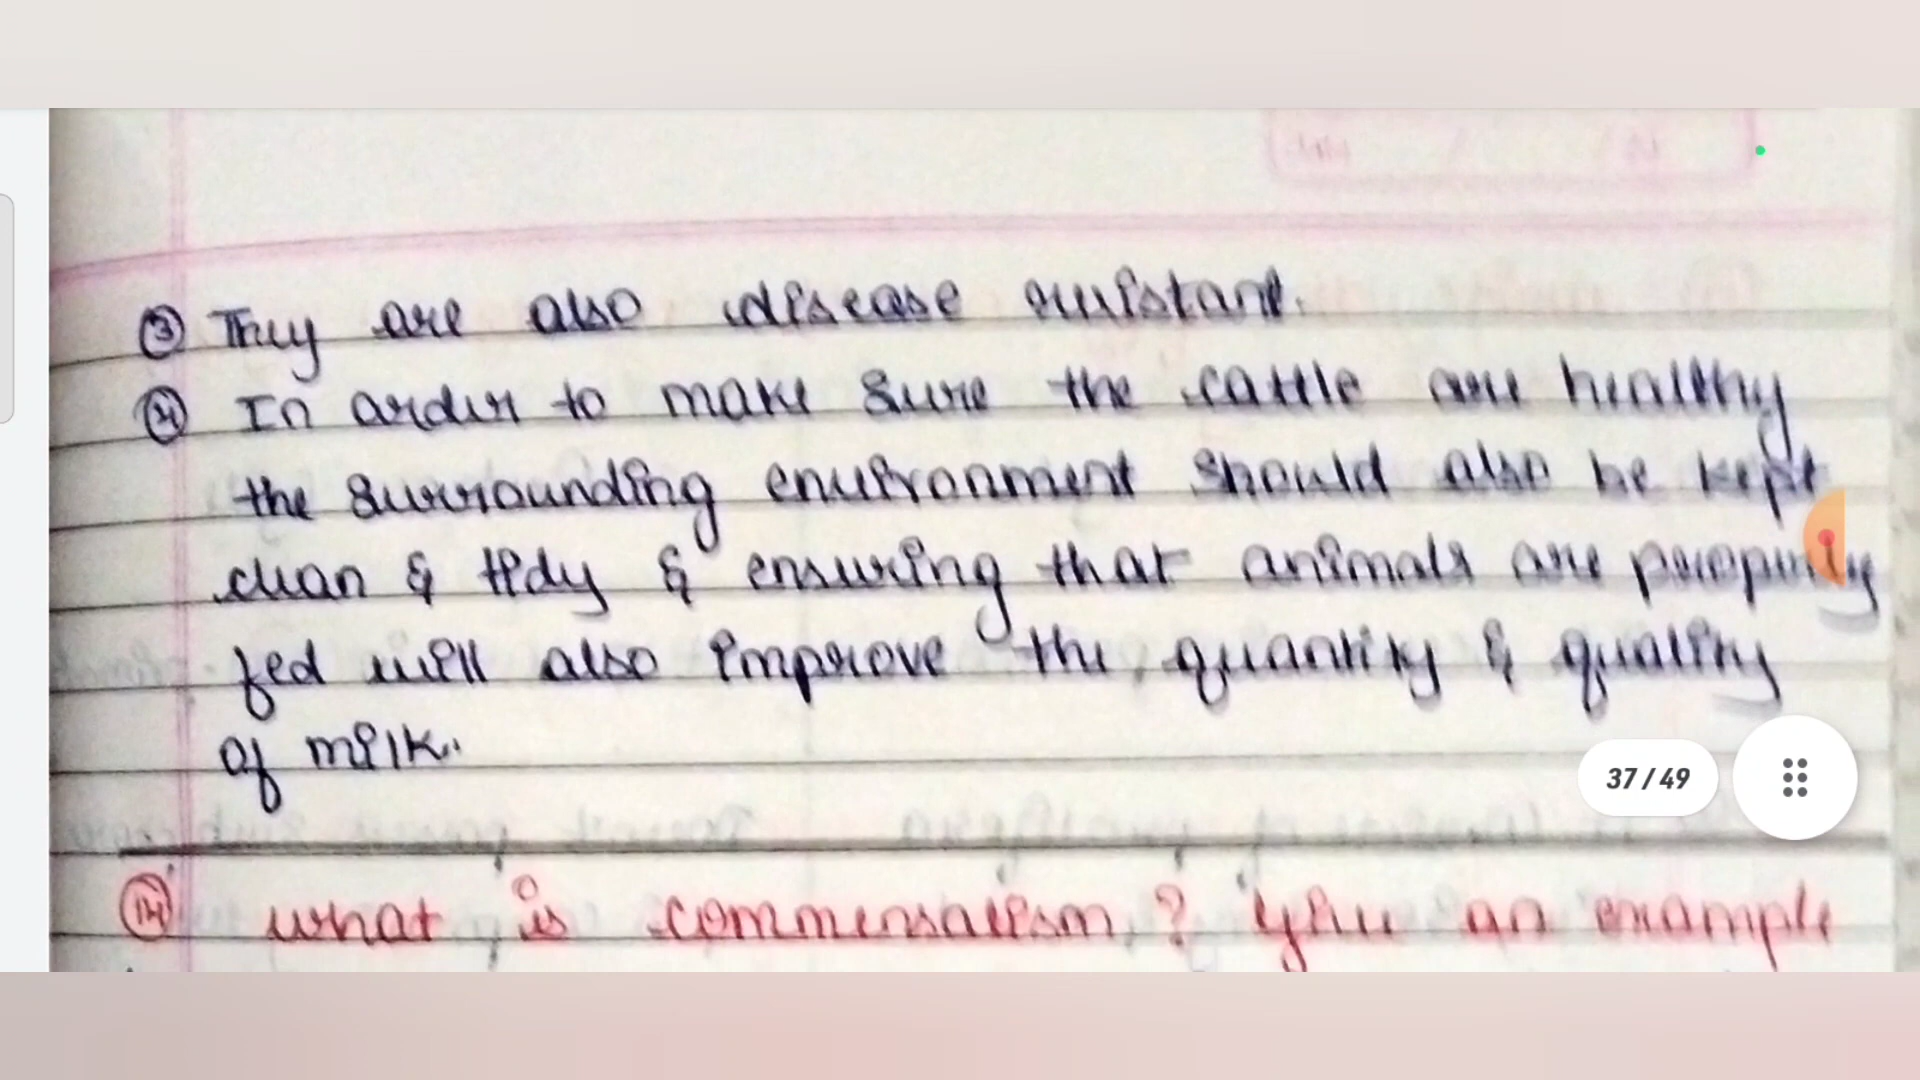 ③ They are also disease resistant.
④ In order to make sure the cattle are healthy
the surrounding environment should also be kept
clean & tidy & ensuring that animals are properly
fed will also improve the quantity & quality
of milk.
37/49
⑭ what is commensalism ? Give an example